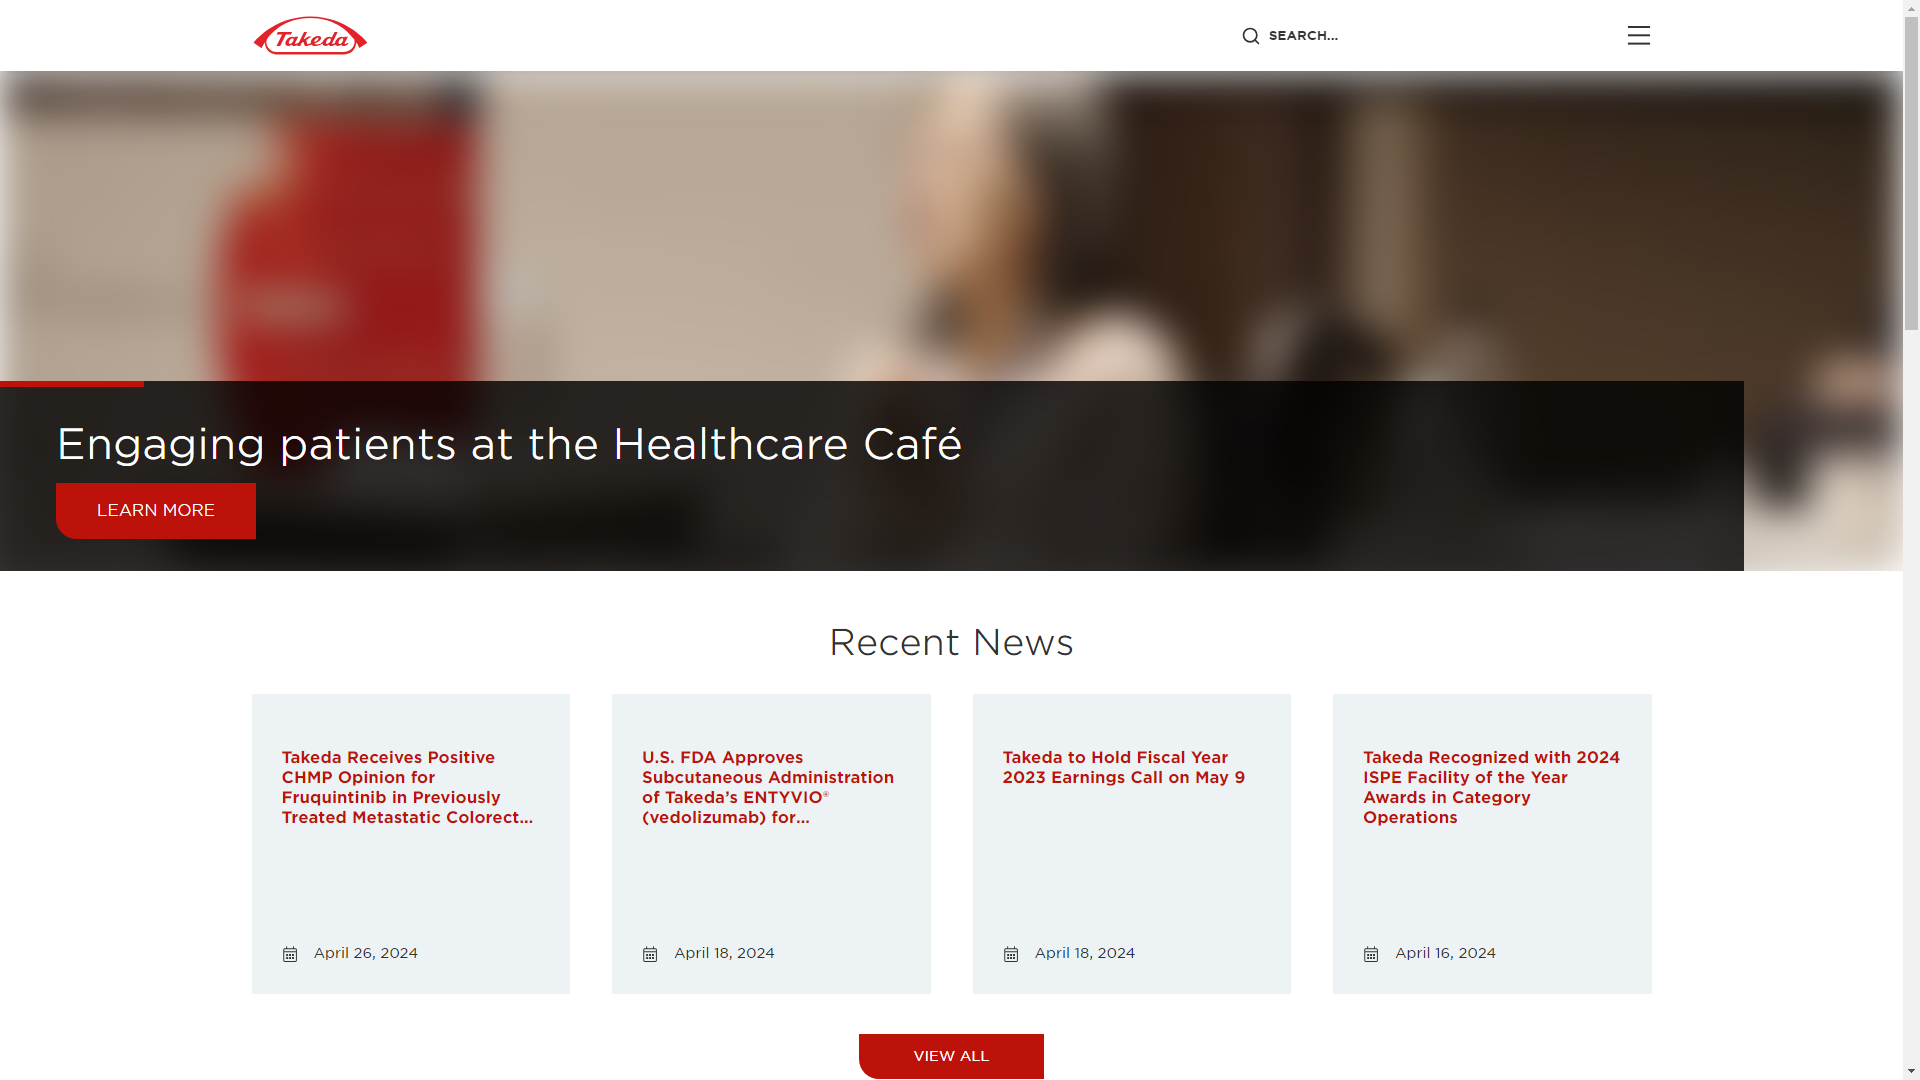 Takeda
SEARCH...
Engaging patients at the Healthcare Café
LEARN MORE
Recent News
Takeda Receives Positive
CHMP Opinion for
Fruquintinib in Previously
Treated Metastatic Colorect...
April 26, 2024
U.S. FDA Approves
Subcutaneous Administration
of Takeda’s ENTYVIO®
(vedolizumab) for...
April 18, 2024
Takeda to Hold Fiscal Year
2023 Earnings Call on May 9
April 18, 2024
Takeda Recognized with 2024
ISPE Facility of the Year
Awards in Category
Operations
April 16, 2024
VIEW ALL